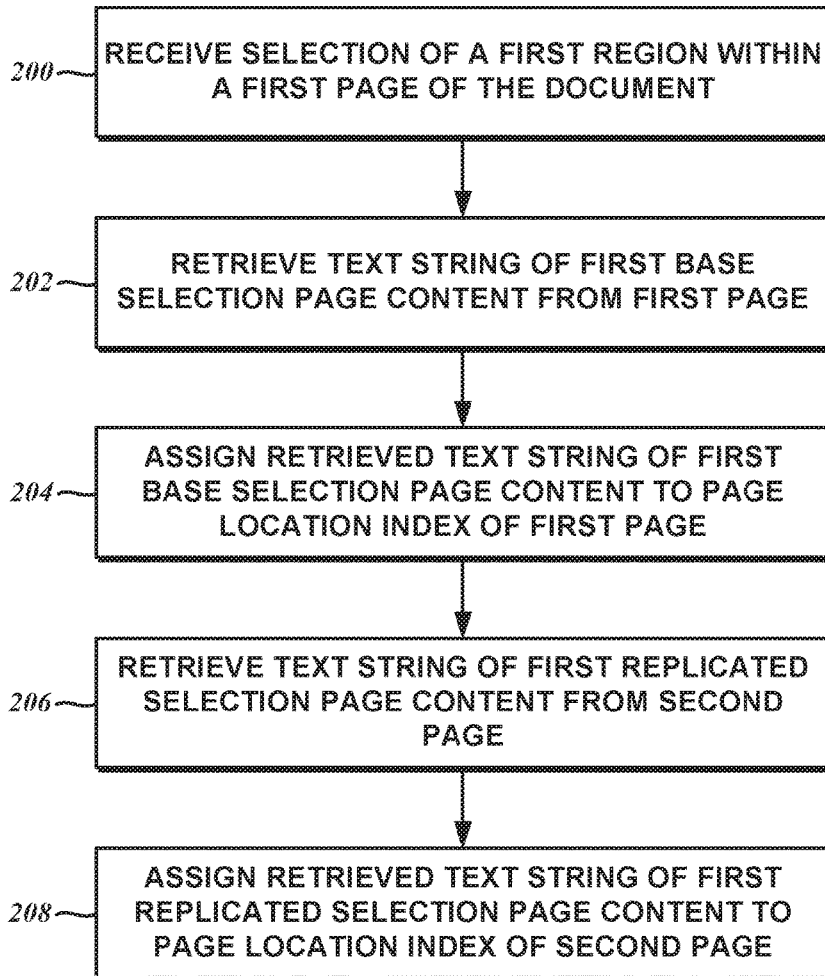 RECEIVE SELECTION OF A FIRST REGION WITHIN
200
A FIRST PAGE OF THE DOCUMENT
RETRIEVE TEXT STRING OF FIRST BASE
202
SELECTION PAGE CONTENT FROM FIRST PAGE
ASSIGN RETRIEVED TEXT STRING OF FIRST
204
BASE SELECTION PAGE CONTENT TO PAGE
LOCATION INDEX OF FIRST PAGE
RETRIEVE TEXT STRING OF FIRST REPLICATED
206
SELECTION PAGE CONTENT FROM SECOND
PAGE
ASSIGN RETRIEVED TEXT STRING OF FIRST
208
REPLICATED SELECTION PAGE CONTENT TO
PAGE LOCATION INDEX OF SECOND PAGE